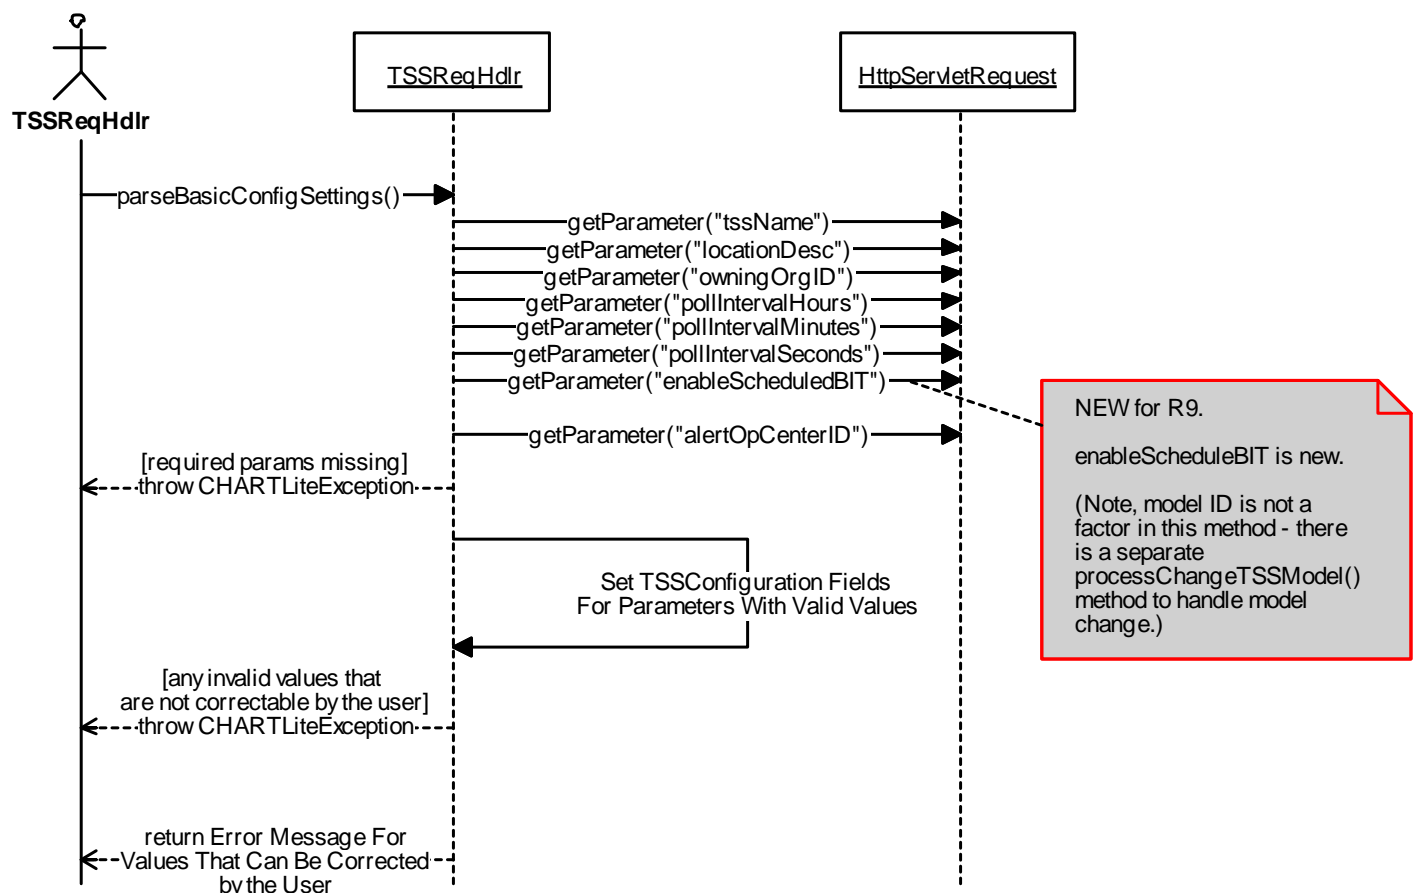 TSSReqHdlr
HttpServletRequest
TSSReqHdlr
parseBasicConfigSettings()
getParameter("tssName")
getParameter("locationDesc")
getParameter("owningOrgID")
getParameter("pollIntervalHours")
getParameter("pollIntervalMinutes")
getParameter("pollIntervalSeconds")
getParameter("enableScheduledBIT")
getParameter("alertOpCenterID")
NEW for R9.
enableScheduleBIT is new.
(Note, model ID is not a
factor in this method - there
is a separate
processChangeTSSModel()
method to handle model
change.)
[required params missing]
throw CHARTLiteException
Set TSSConfiguration Fields
For Parameters With Valid Values
[any invalid values that
are not correctable by the user]
throw CHARTLiteException
return Error Message For
Values That Can Be Corrected
by the User